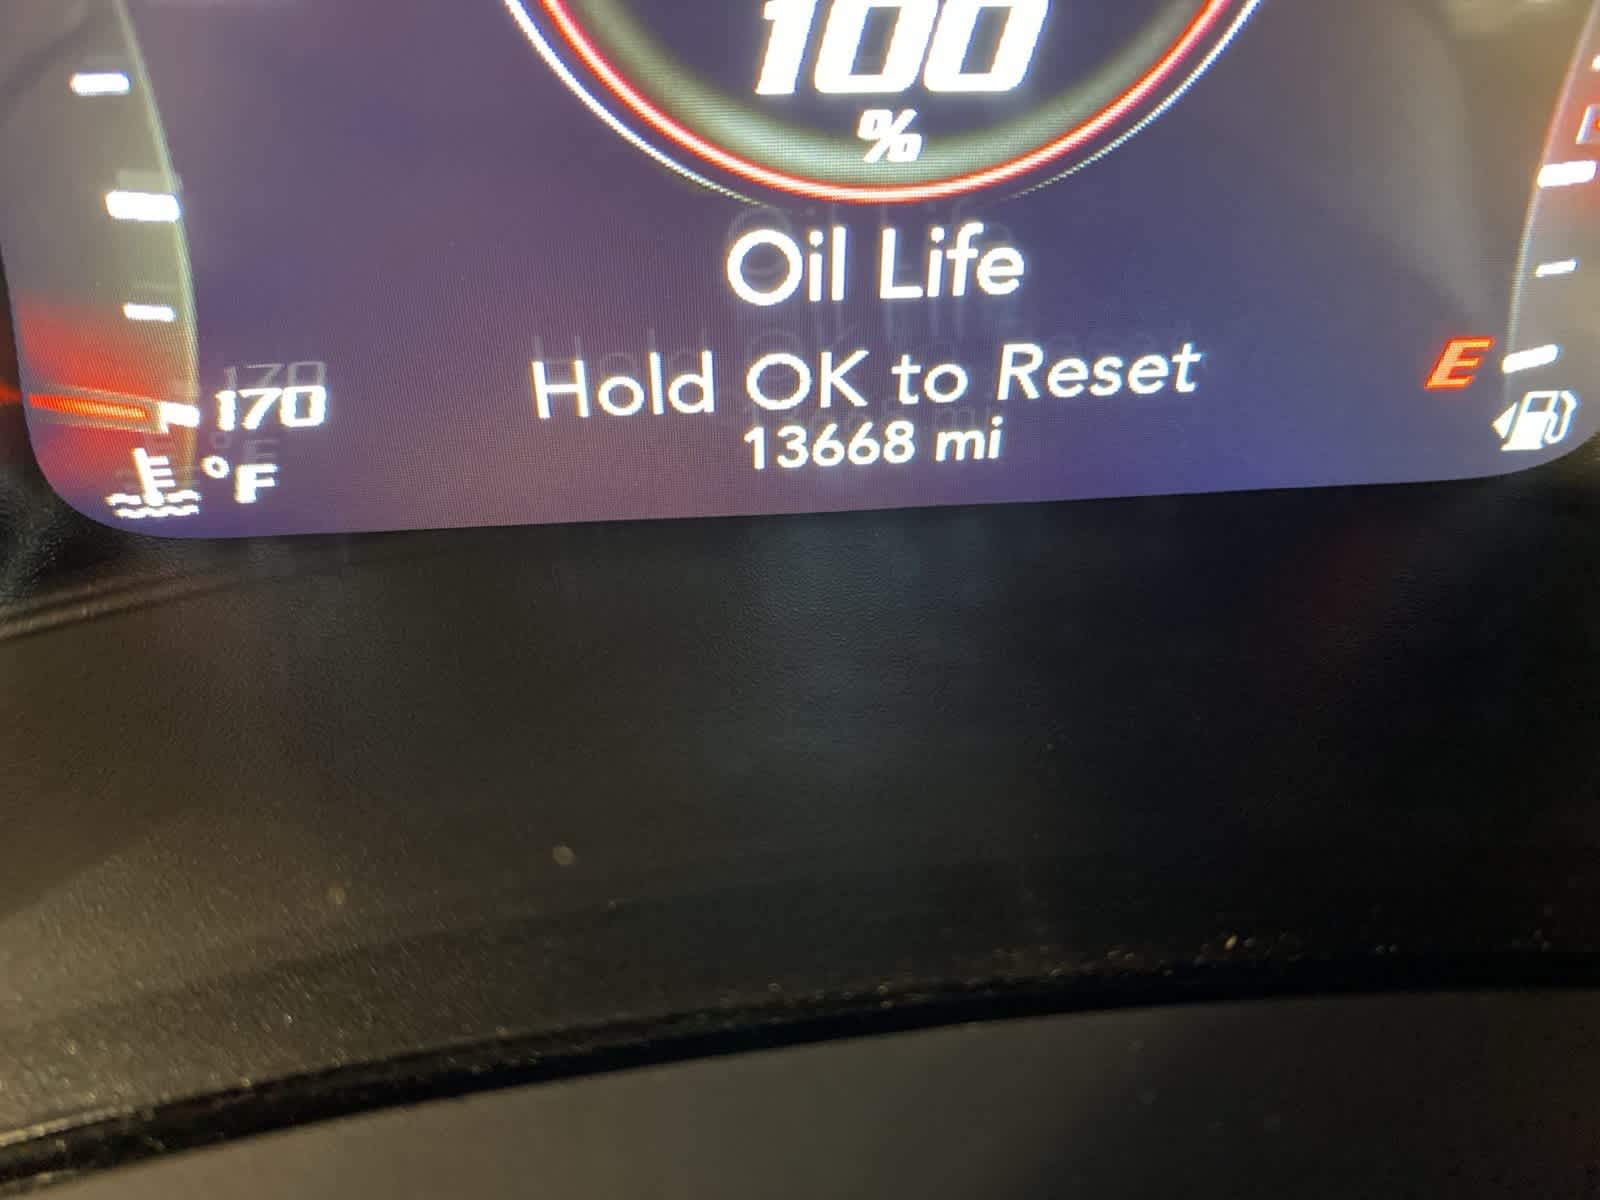 100
%
Oil Life
Hold OK to Reset
13668 mi
170
°F
E